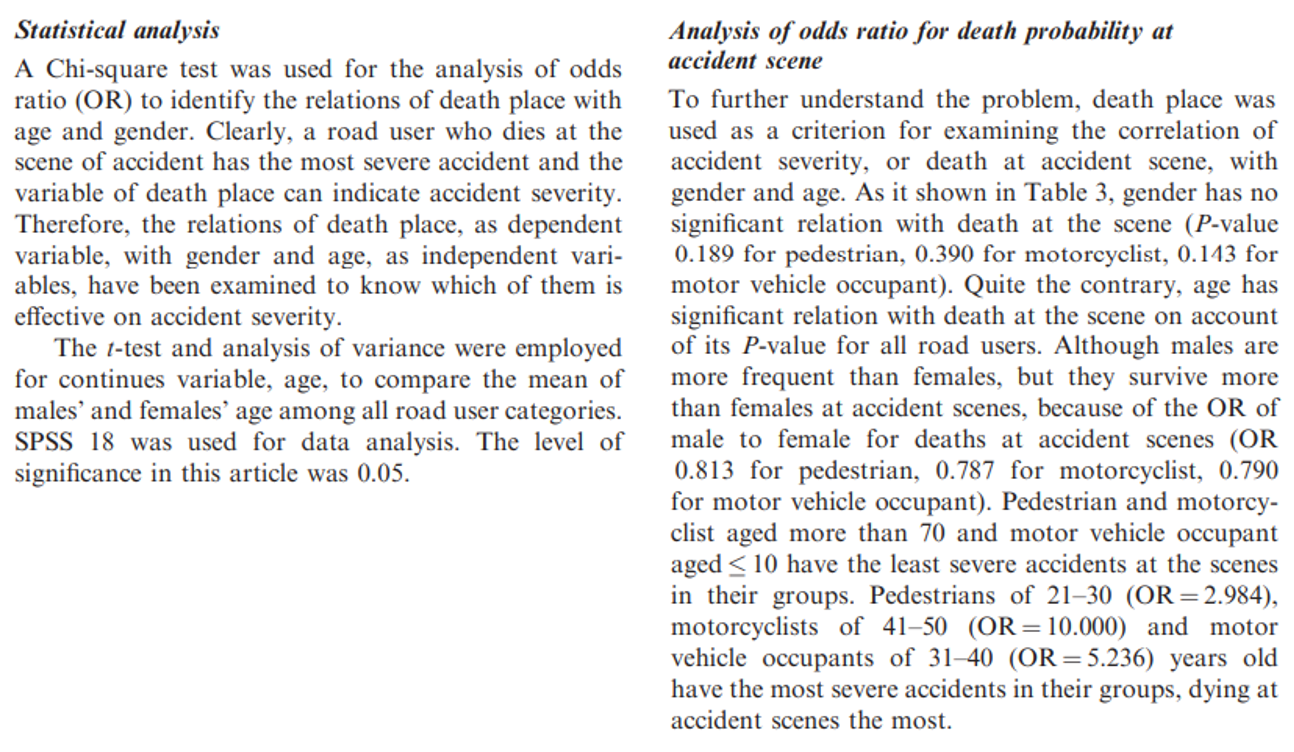 Statistical analysis
A Chi-square test was used for the analysis of odds
ratio (OR) to identify the relations of death place with
age and gender. Clearly, a road user who dies at the
scene of accident has the most severe accident and the
variable of death place can indicate accident severity.
Therefore, the relations of death place, as dependent
variable, with gender and age, as independent vari-
ables, have been examined to know which of them is
effective on accident severity.
The t-test and analysis of variance were employed
for continues variable, age, to compare the mean of
males' and females' age among all road user categories.
SPSS 18 was used for data analysis. The level of
significance in this article was 0.05.
Analysis of odds ratio for death probability at
accident scene
To further understand the problem, death place was
used as a criterion for examining the correlation of
accident severity, or death at accident scene, with
gender and age. As it shown in Table 3, gender has no
significant relation with death at the scene (P-value
0.189 for pedestrian, 0.390 for motorcyclist, 0.143 for
motor vehicle occupant). Quite the contrary, age has
significant relation with death at the scene on account
of its P-value for all road users. Although males are
more frequent than females, but they survive more
than females at accident scenes, because of the OR of
male to female for deaths at accident scenes (OR
0.813 for pedestrian, 0.787 for motorcyclist, 0.790
for motor vehicle occupant). Pedestrian and motorcy-
clist aged more than 70 and motor vehicle occupant
aged ≤ 10 have the least severe accidents at the scenes
in their groups. Pedestrians of 21–30 (OR = 2.984),
motorcyclists of 41–50 (OR = 10.000) and motor
vehicle occupants of 31–40 (OR = 5.236) years old
have the most severe accidents in their groups, dying at
accident scenes the most.